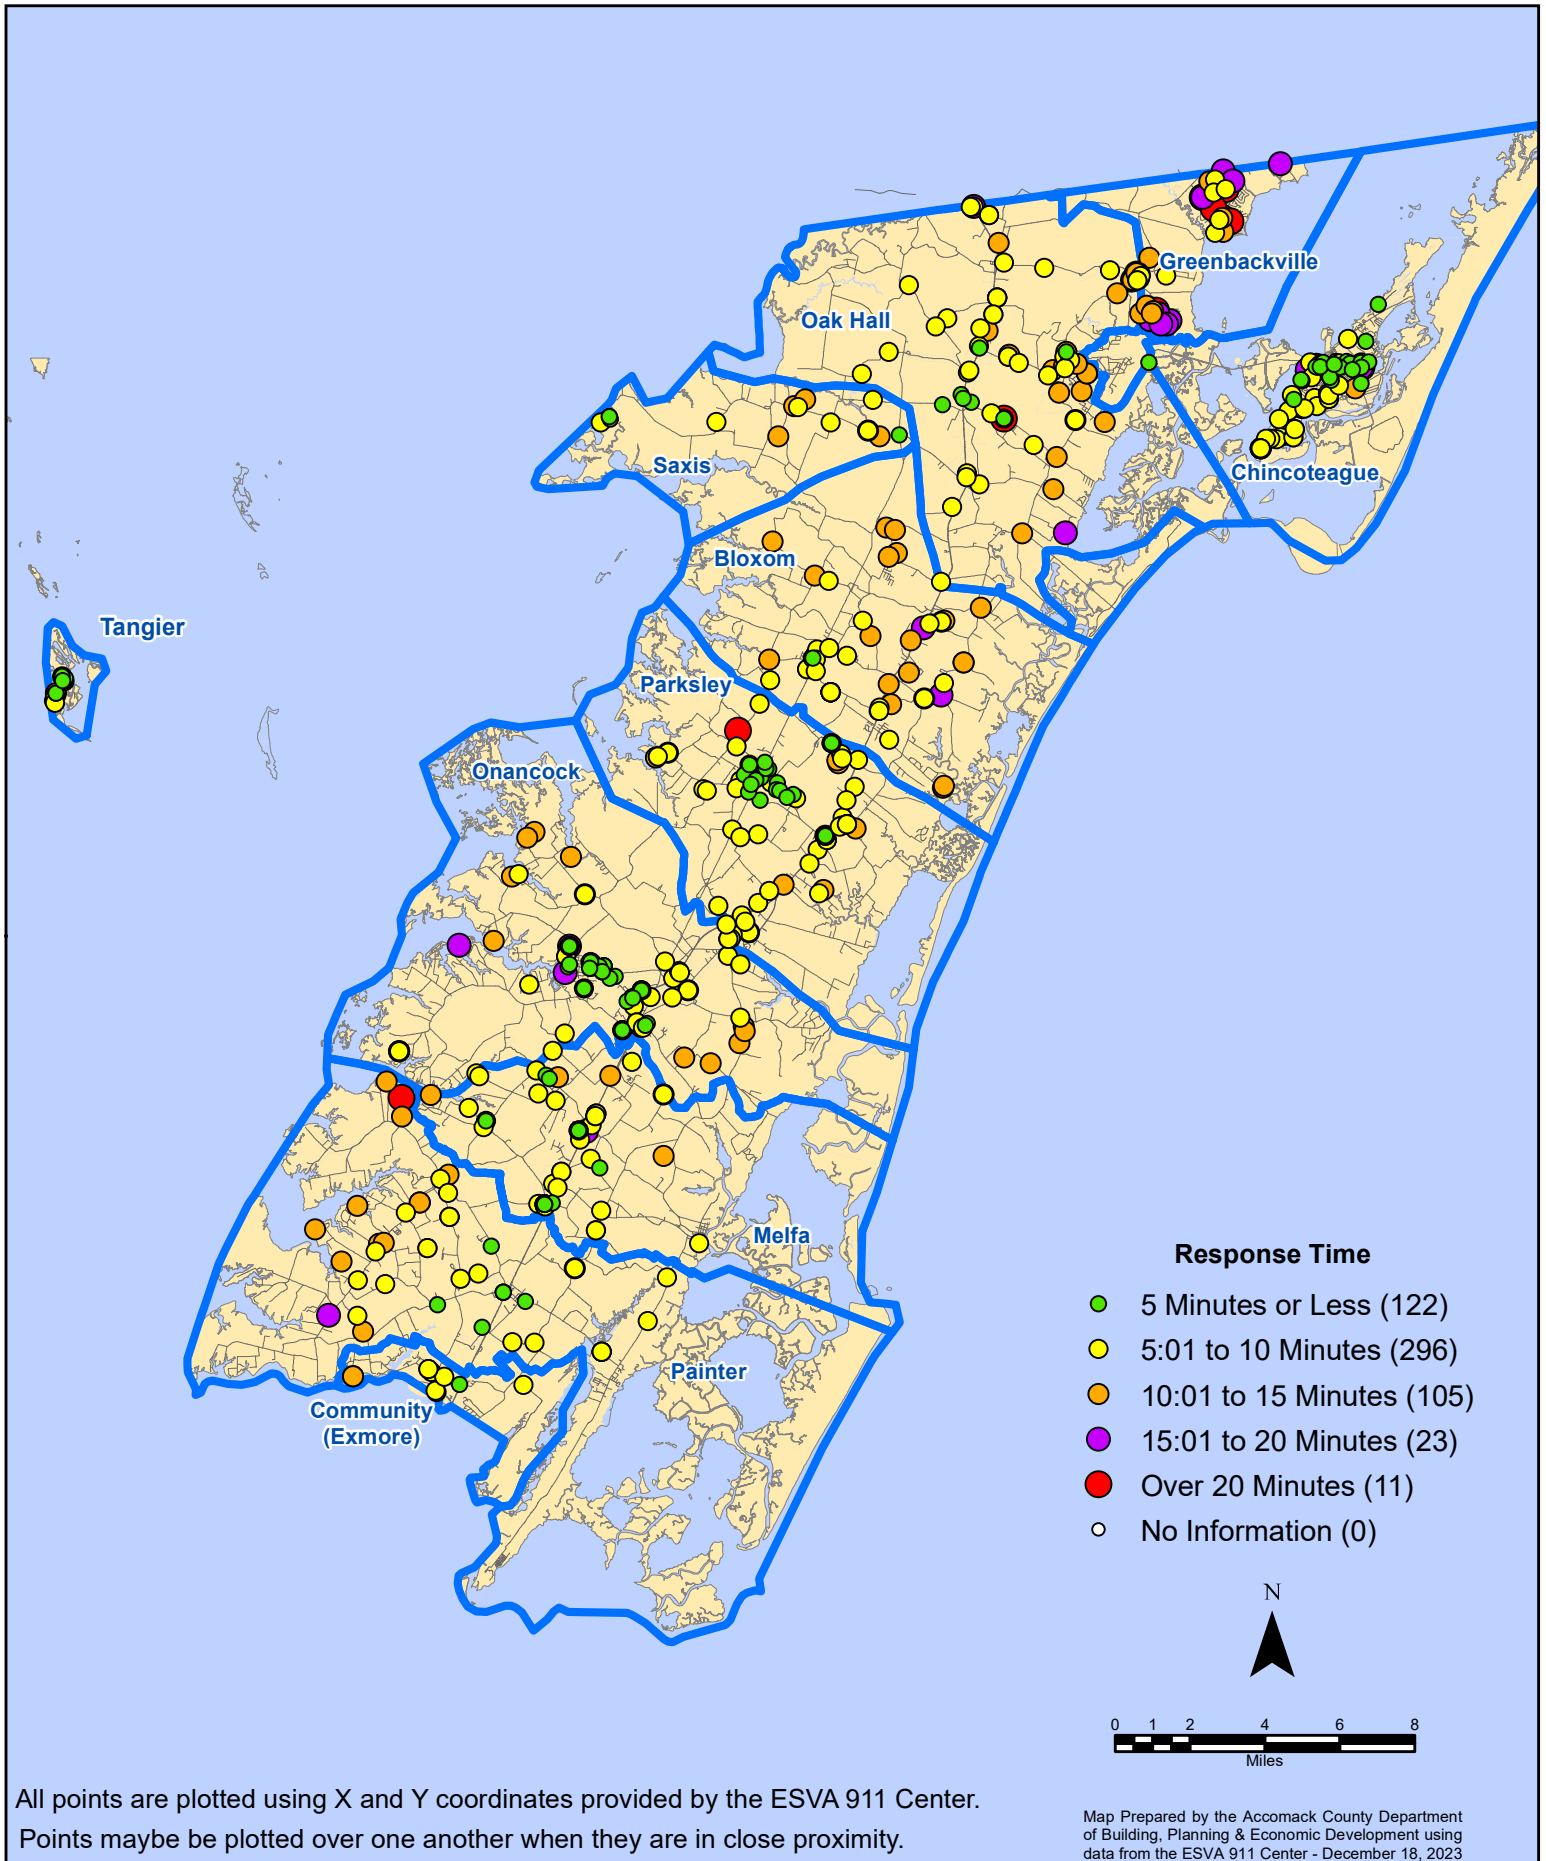 Greenbackville
Oak Hall
Chincoteague
Saxis
Bloxom
Tangier
Parksley
Onancock
Melfa
Painter
Community
(Exmore)
Response Time
5 Minutes or Less (122)
5:01 to 10 Minutes (296)
10:01 to 15 Minutes (105)
15:01 to 20 Minutes (23)
Over 20 Minutes (11)
No Information (0)
N
0 1 2 4 6 8
Miles
All points are plotted using X and Y coordinates provided by the ESVA 911 Center.
Points maybe be plotted over one another when they are in close proximity.
Map Prepared by the Accomack County Department
of Building, Planning & Economic Development using
data from the ESVA 911 Center - December 18, 2023